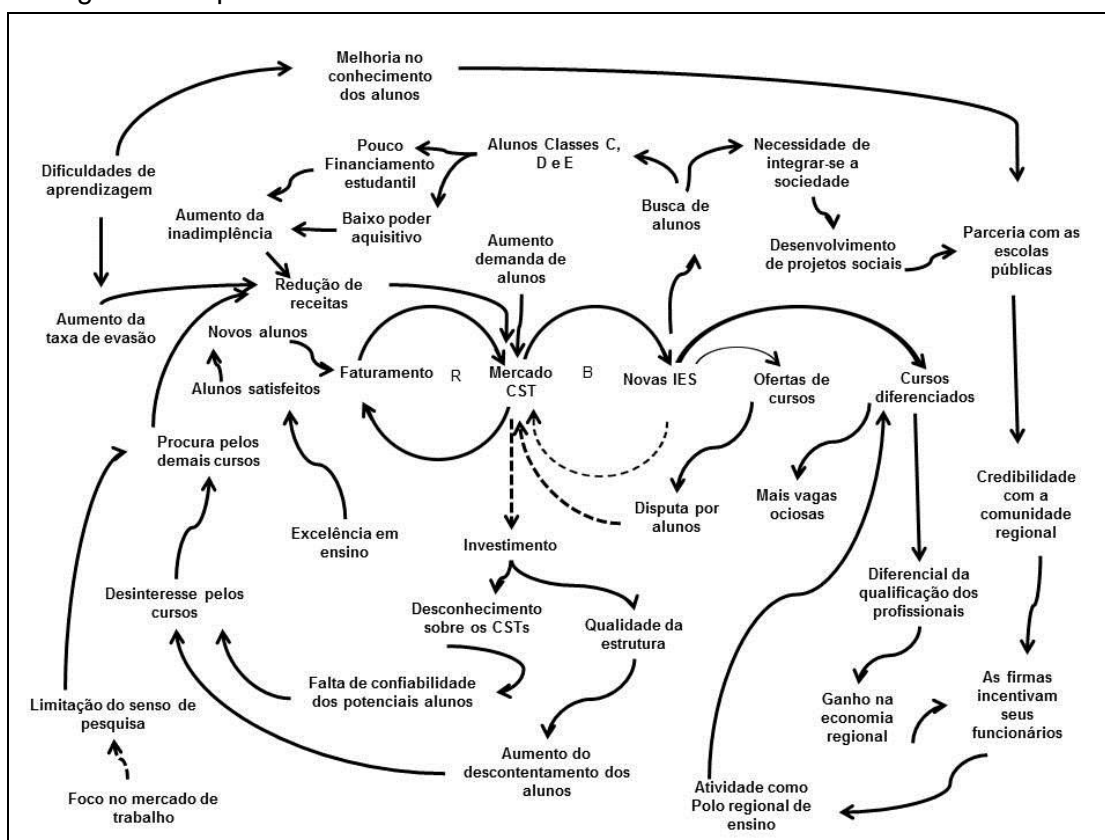 Melhoria no
conhecimento
dos alunos
Dificuldades de
aprendizagem
Pouco
Financiamento
estudantil
Alunos Classes C,
D e E
Necessidade de
integrar-se a
sociedade
Aumento da
inadimplência
Baixo poder
aquisitivo
Busca de
alunos
Desenvolvimento
de projetos sociais
Parceria com as
escolas
públicas
Aumento
demanda de
alunos
Redução de
receitas
Aumento da
taxa de evasão
Novos alunos
Alunos satisfeitos
Faturamento
R
Mercado
CST
B
Novas IES
Ofertas de
cursos
Cursos
diferenciados
Procura pelos
demais cursos
Excelência em
ensino
Investimento
Disputa por
alunos
Mais vagas
ociosas
Credibilidade
com a
comunidade
regional
Desinteresse pelos
cursos
Desconhecimento
sobre os CSTs
Qualidade da
estrutura
Diferencial da
qualificação dos
profissionais
Limitação do senso de
pesquisa
Falta de confiabilidade
dos potenciais alunos
Ganho na
economia
regional
As firmas
incentivam
seus
funcionários
Foco no mercado de
trabalho
Aumento do
descontentamento dos
alunos
Atividade como
Polo regional de
ensino